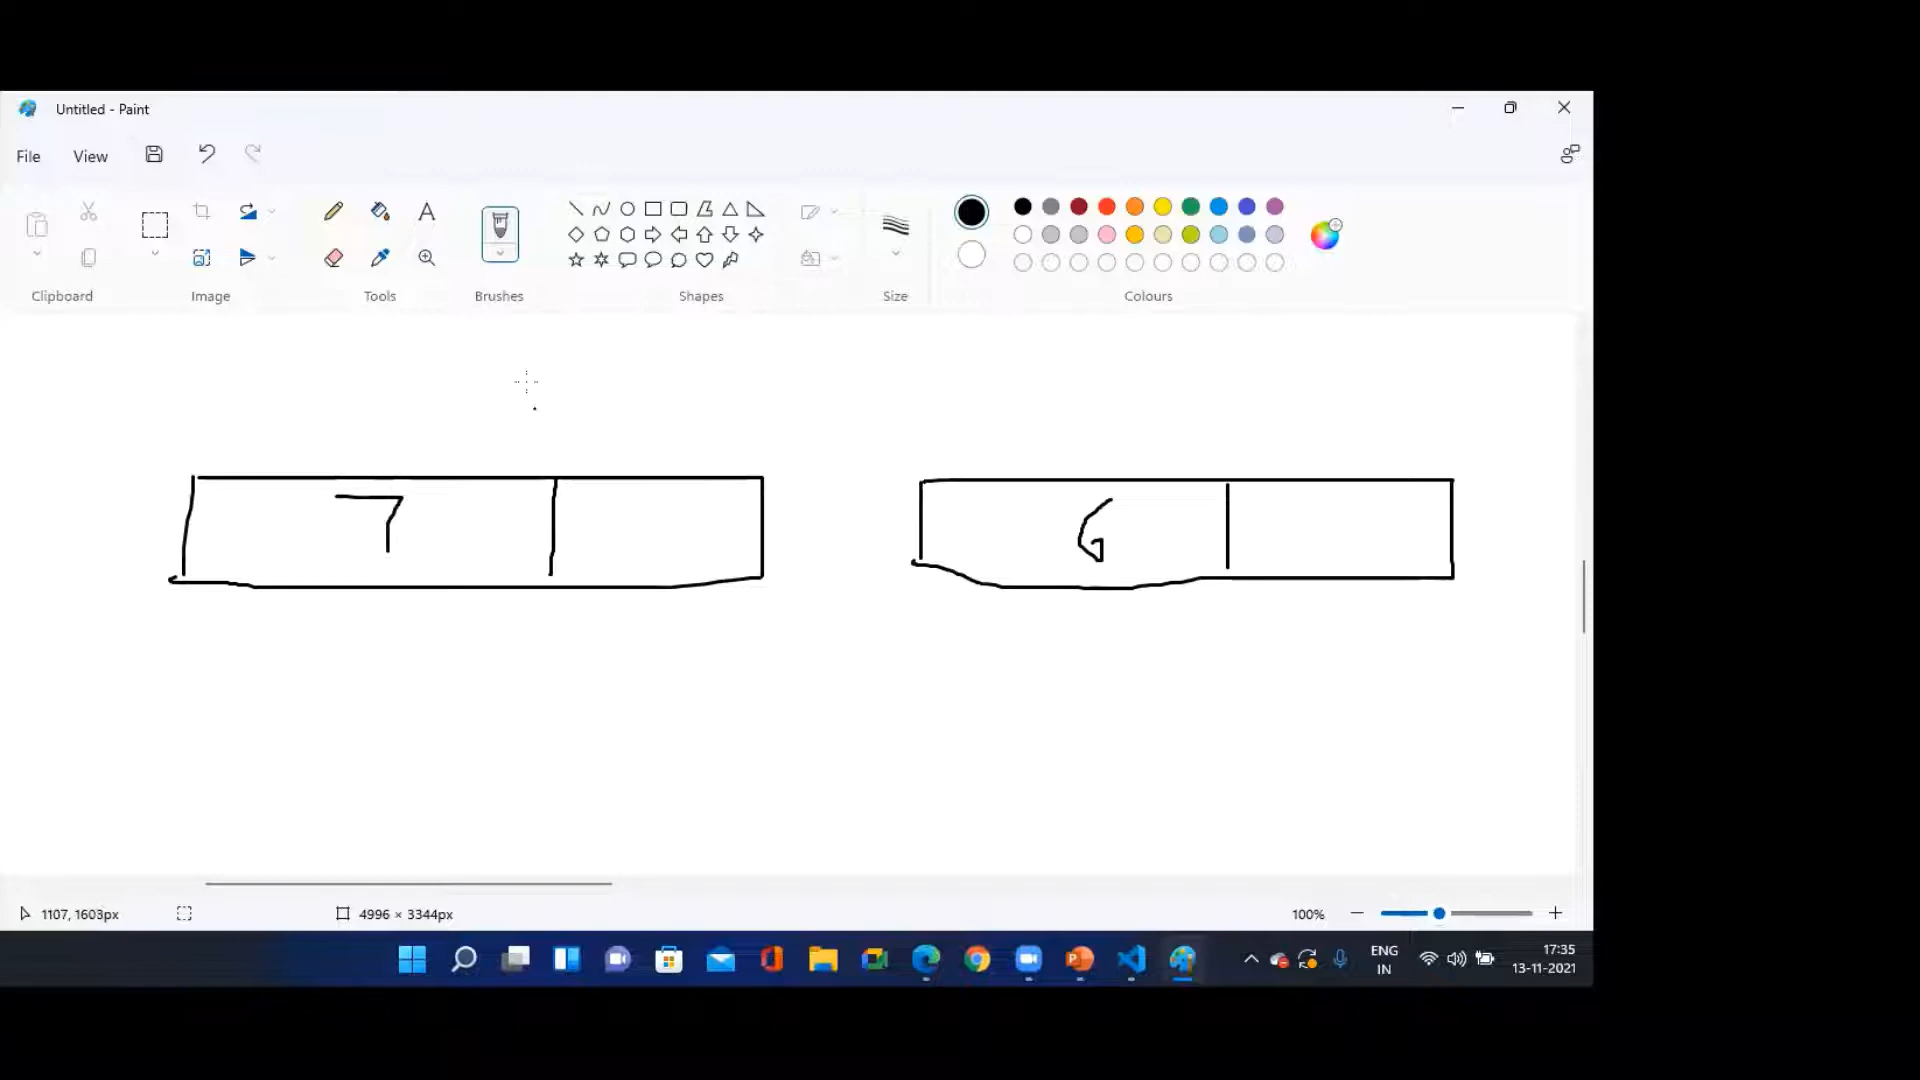 Untitled - Paint
File View
Clipboard Image Tools Brushes Shapes Size Colours
7 6
1107, 1603px 4996 × 3344px 100%
ENG 17:35
IN 13-11-2021